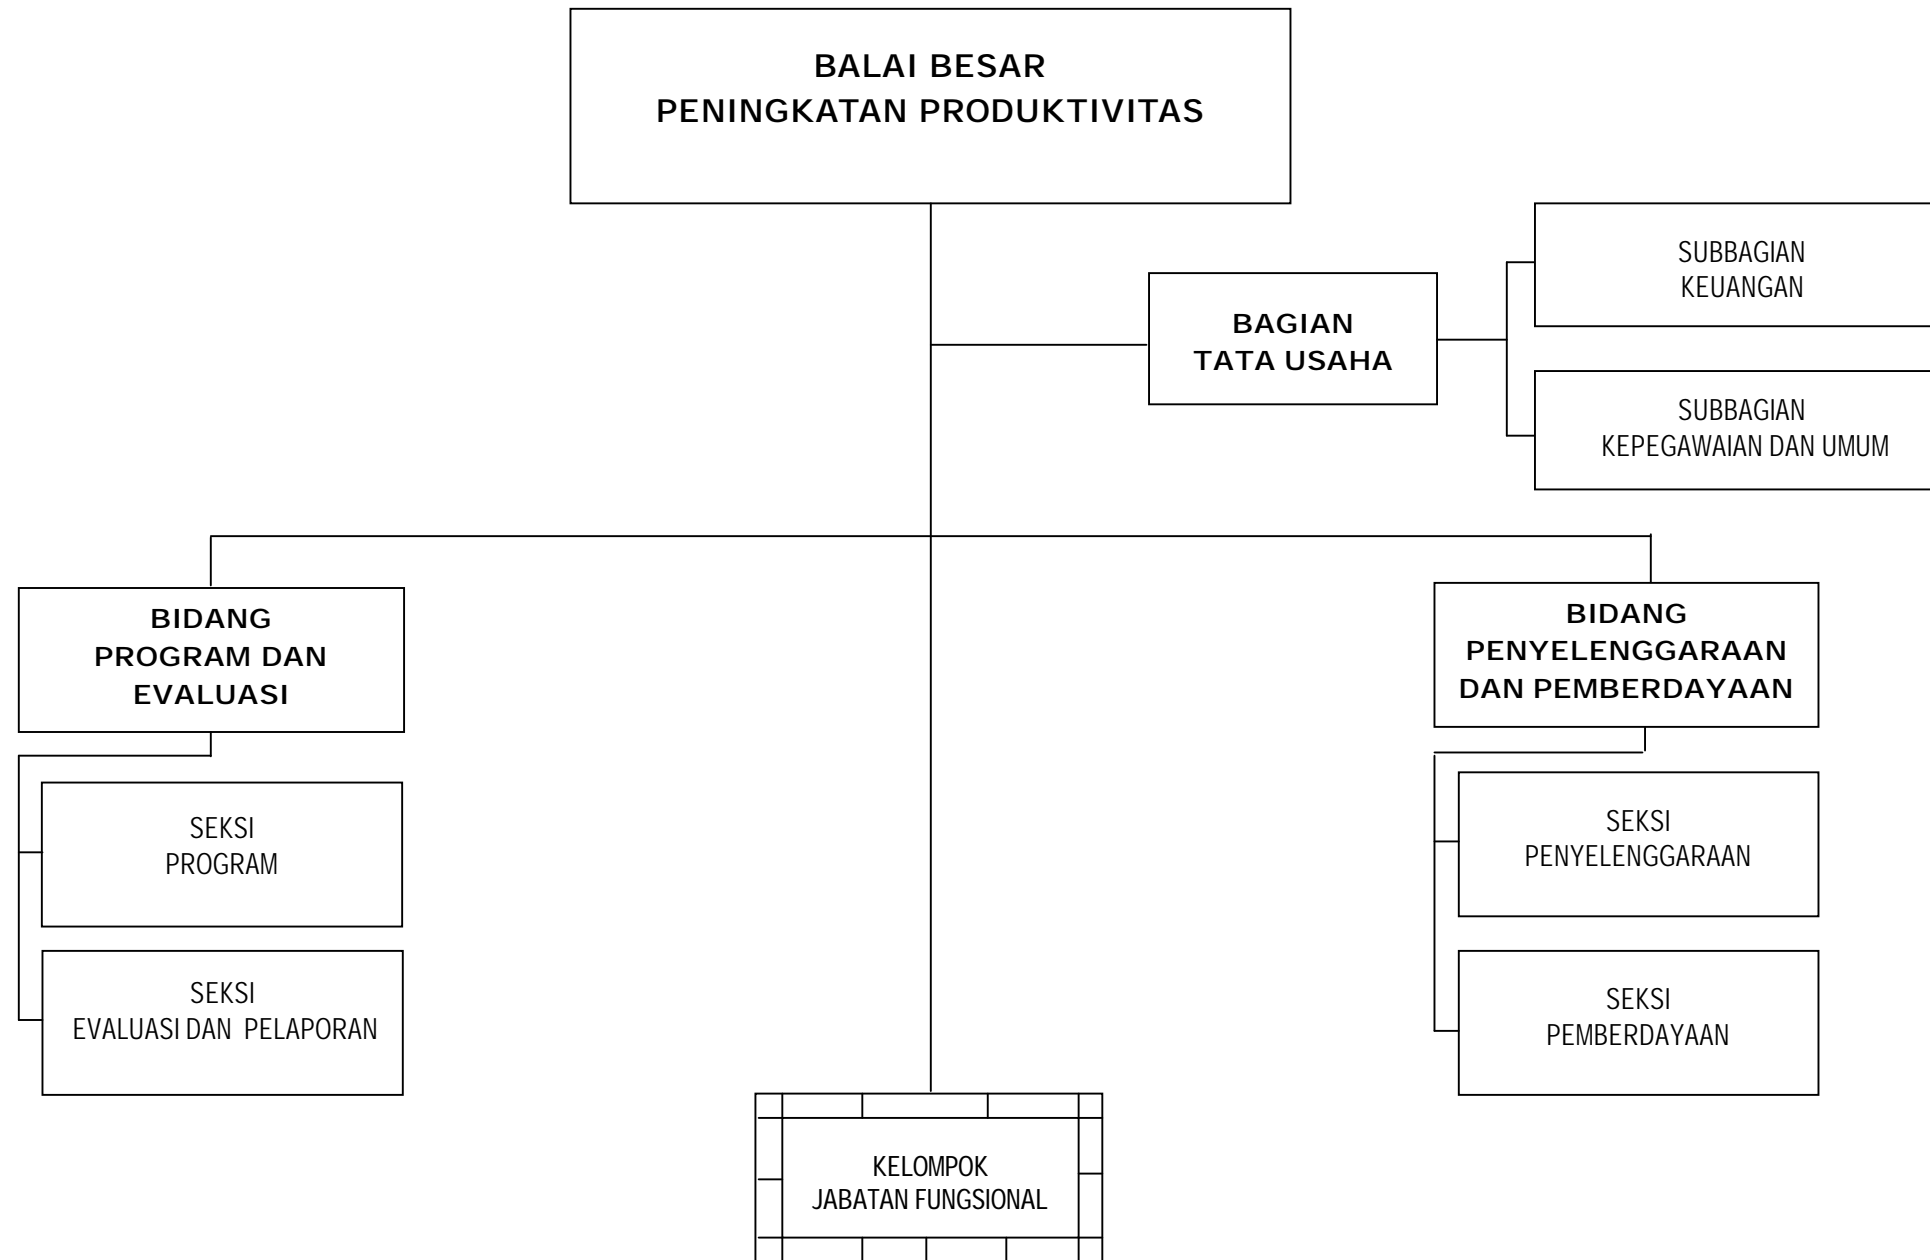 BALAI BESAR
PENINGKATAN PRODUKTIVITAS
SUBBAGIAN
KEUANGAN
BAGIAN
TATA USAHA
SUBBAGIAN
KEPEGAWAIAN DAN UMUM
BIDANG
PROGRAM DAN
EVALUASI
BIDANG
PENYELENGGARAAN
DAN PEMBERDAYAAN
SEKSI
PROGRAM
SEKSI
EVALUASI DAN PELAPORAN
SEKSI
PENYELENGGARAAN
SEKSI
PEMBERDAYAAN
KELOMPOK
JABATAN FUNGSIONAL